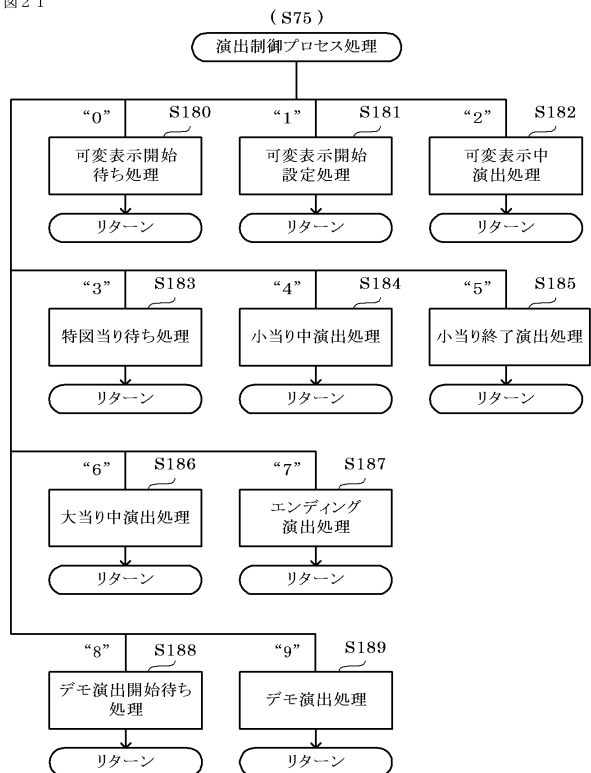 図21
(S75)
演出制御プロセス処理
“0”
S180
“1”
S181
“2”
S182
可変表示開始
待ち処理
可変表示開始
設定処理
可変表示中
演出処理
リターン
リターン
リターン
“3”
S183
“4”
S184
“5”
S185
特図当り待ち処理
小当り中演出処理
小当り終了演出処理
リターン
リターン
リターン
“6”
S186
“7”
S187
大当り中演出処理
エンディング
演出処理
リターン
リターン
“8”
S188
“9”
S189
デモ演出開始待ち
処理
デモ演出処理
リターン
リターン